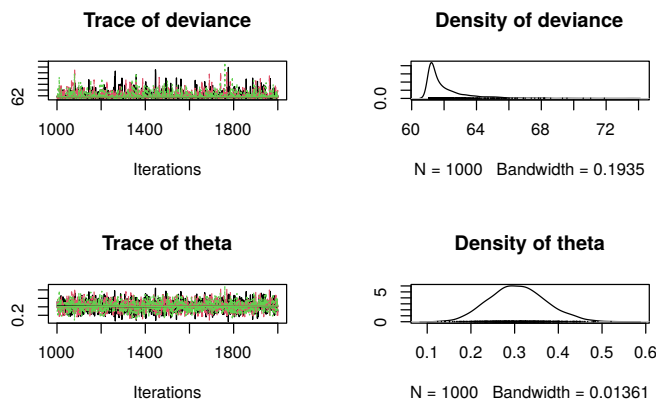 Trace of deviance
62
1000 1400 1800
Iterations
Density of deviance
0.0
60 64 68 72
N = 1000 Bandwidth = 0.1935
Trace of theta
0.2
1000 1400 1800
Iterations
Density of theta
0 5
0.1 0.2 0.3 0.4 0.5 0.6
N = 1000 Bandwidth = 0.01361